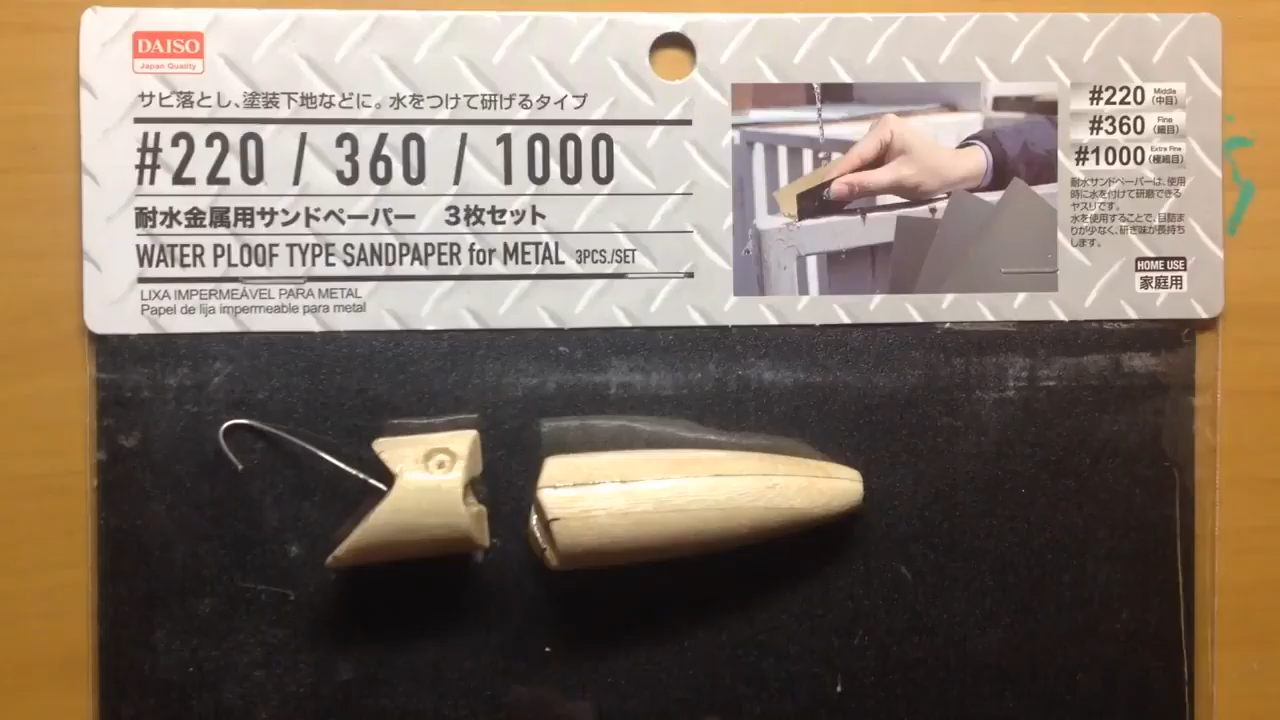 DAISO
Japan Quality
サビ落とし、塗装下地などに。水をつけて研げるタイプ
#220 / 360 / 1000
耐水金属用サンドペーパー 3枚セット
WATER PLOOF TYPE SANDPAPER for METAL 3PCS./SET
LIXA IMPERMEÁVEL PARA METAL
Papel de lija impermeable para metal
#220 Middle (中目)
#360 Fine (細目)
#1000 Extra Fine (極細目)
耐水サンドペーパーは、使用
時に水を付けて研磨できる
ヤスリです。
水を使用することで、目詰ま
りが少なく、研ぎ味が長持ち
します。
HOME USE
家庭用